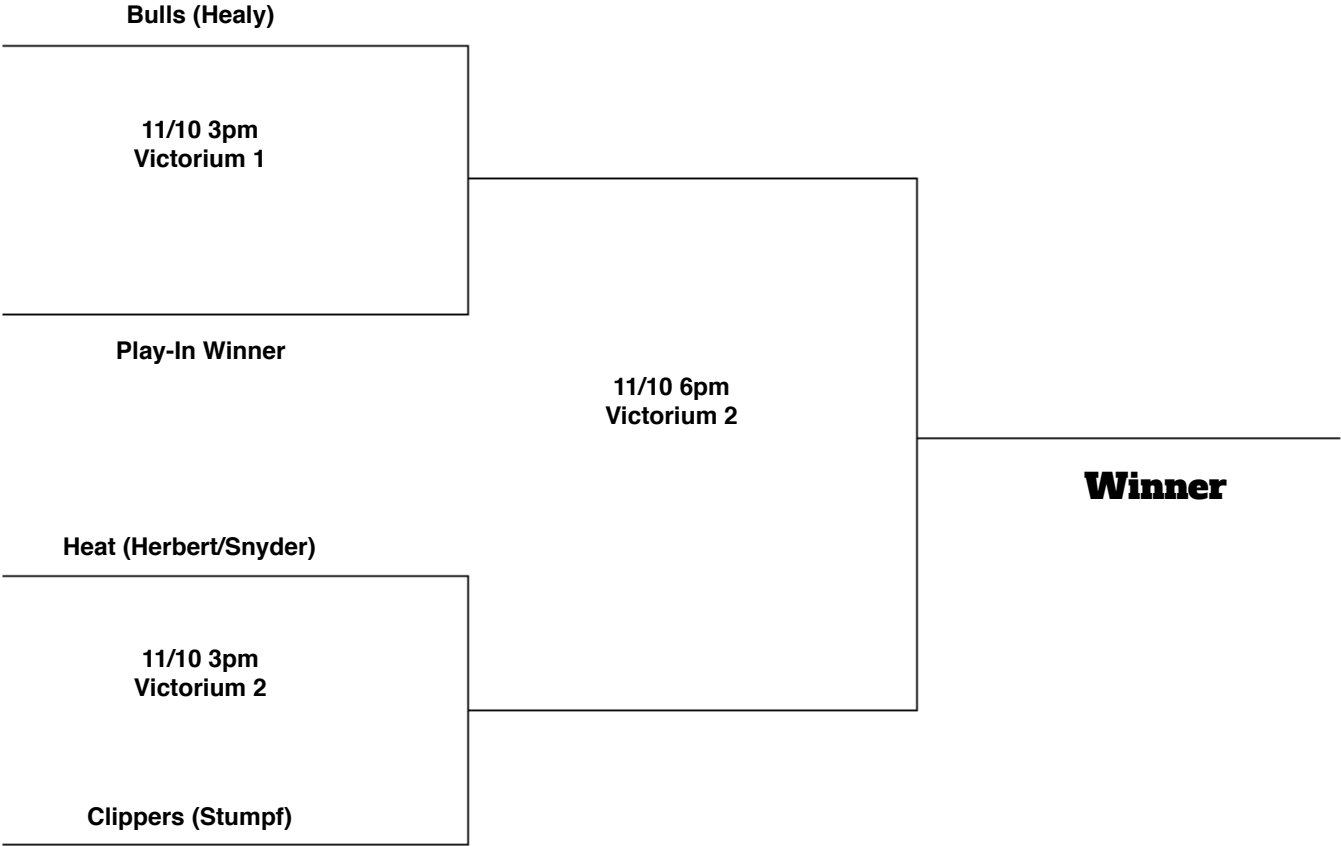 Bulls (Healy)
11/10 3pm
Victorium 1
Play-In Winner
11/10 6pm
Victorium 2
Winner
Heat (Herbert/Snyder)
11/10 3pm
Victorium 2
Clippers (Stumpf)